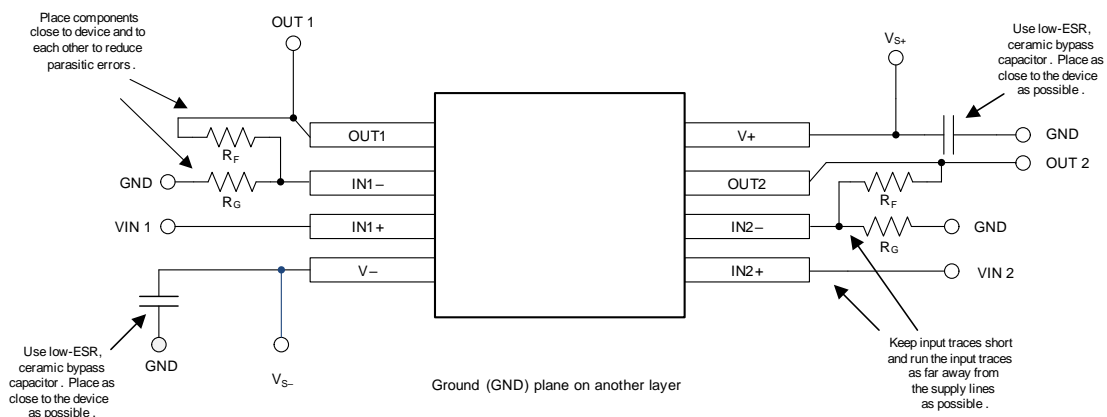 Place components
close to device and to
each other to reduce
parasitic errors .
OUT 1
VS+
Use low-ESR,
ceramic bypass
capacitor . Place as
close to the device
as possible .
OUT1
V+
GND
RF
OUT 2
GND
IN1–
OUT2
RF
RG
VIN 1
IN1+
IN2–
GND
RG
V–
IN2+
VIN 2
Use low-ESR,
ceramic bypass
capacitor . Place as
close to the device
as possible .
GND
VS–
Ground (GND) plane on another layer
Keep input traces short
and run the input traces
as far away from
the supply lines
as possible .